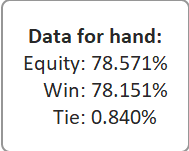 Data for hand:
Equity: 78.571%
Win: 78.151%
Tie: 0.840%